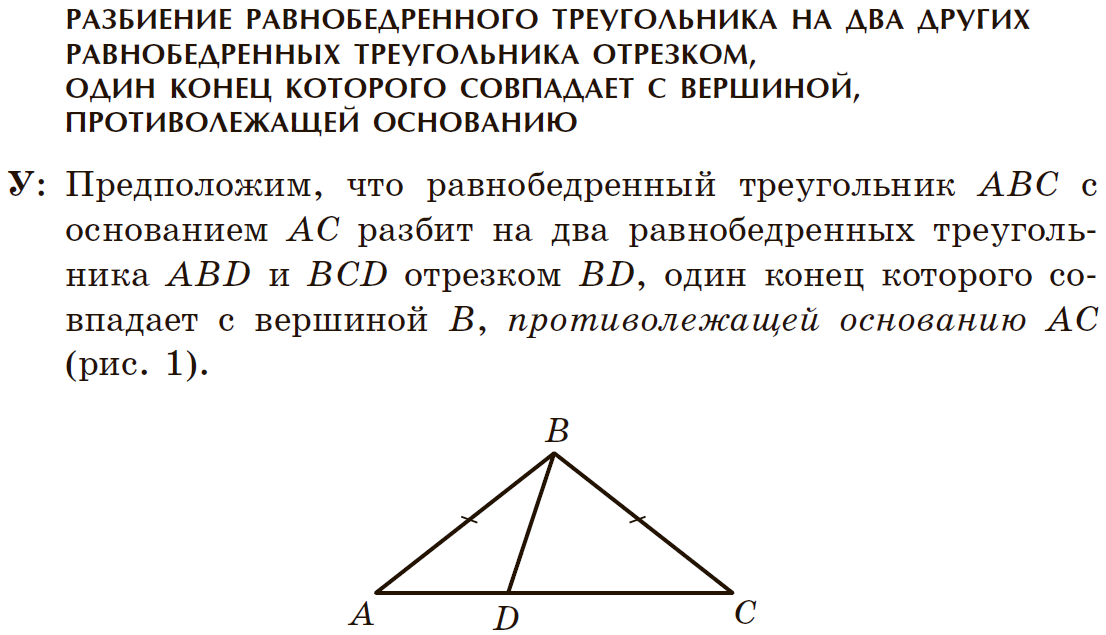 РАЗБИЕНИЕ РАВНОБЕДРЕННОГО ТРЕУГОЛЬНИКА НА ДВА ДРУГИХ
РАВНОБЕДРЕННЫХ ТРЕУГОЛЬНИКА ОТРЕЗКОМ,
ОДИН КОНЕЦ КОТОРОГО СОВПАДАЕТ С ВЕРШИНОЙ,
ПРОТИВОЛЕЖАЩЕЙ ОСНОВАНИЮ
У: Предположим, что равнобедренный треугольник ABC с
основанием AC разбит на два равнобедренных треуголь-
ника ABD и BCD отрезком BD, один конец которого со-
впадает с вершиной B, противолежащей основанию AC
(рис. 1).
B
A D C